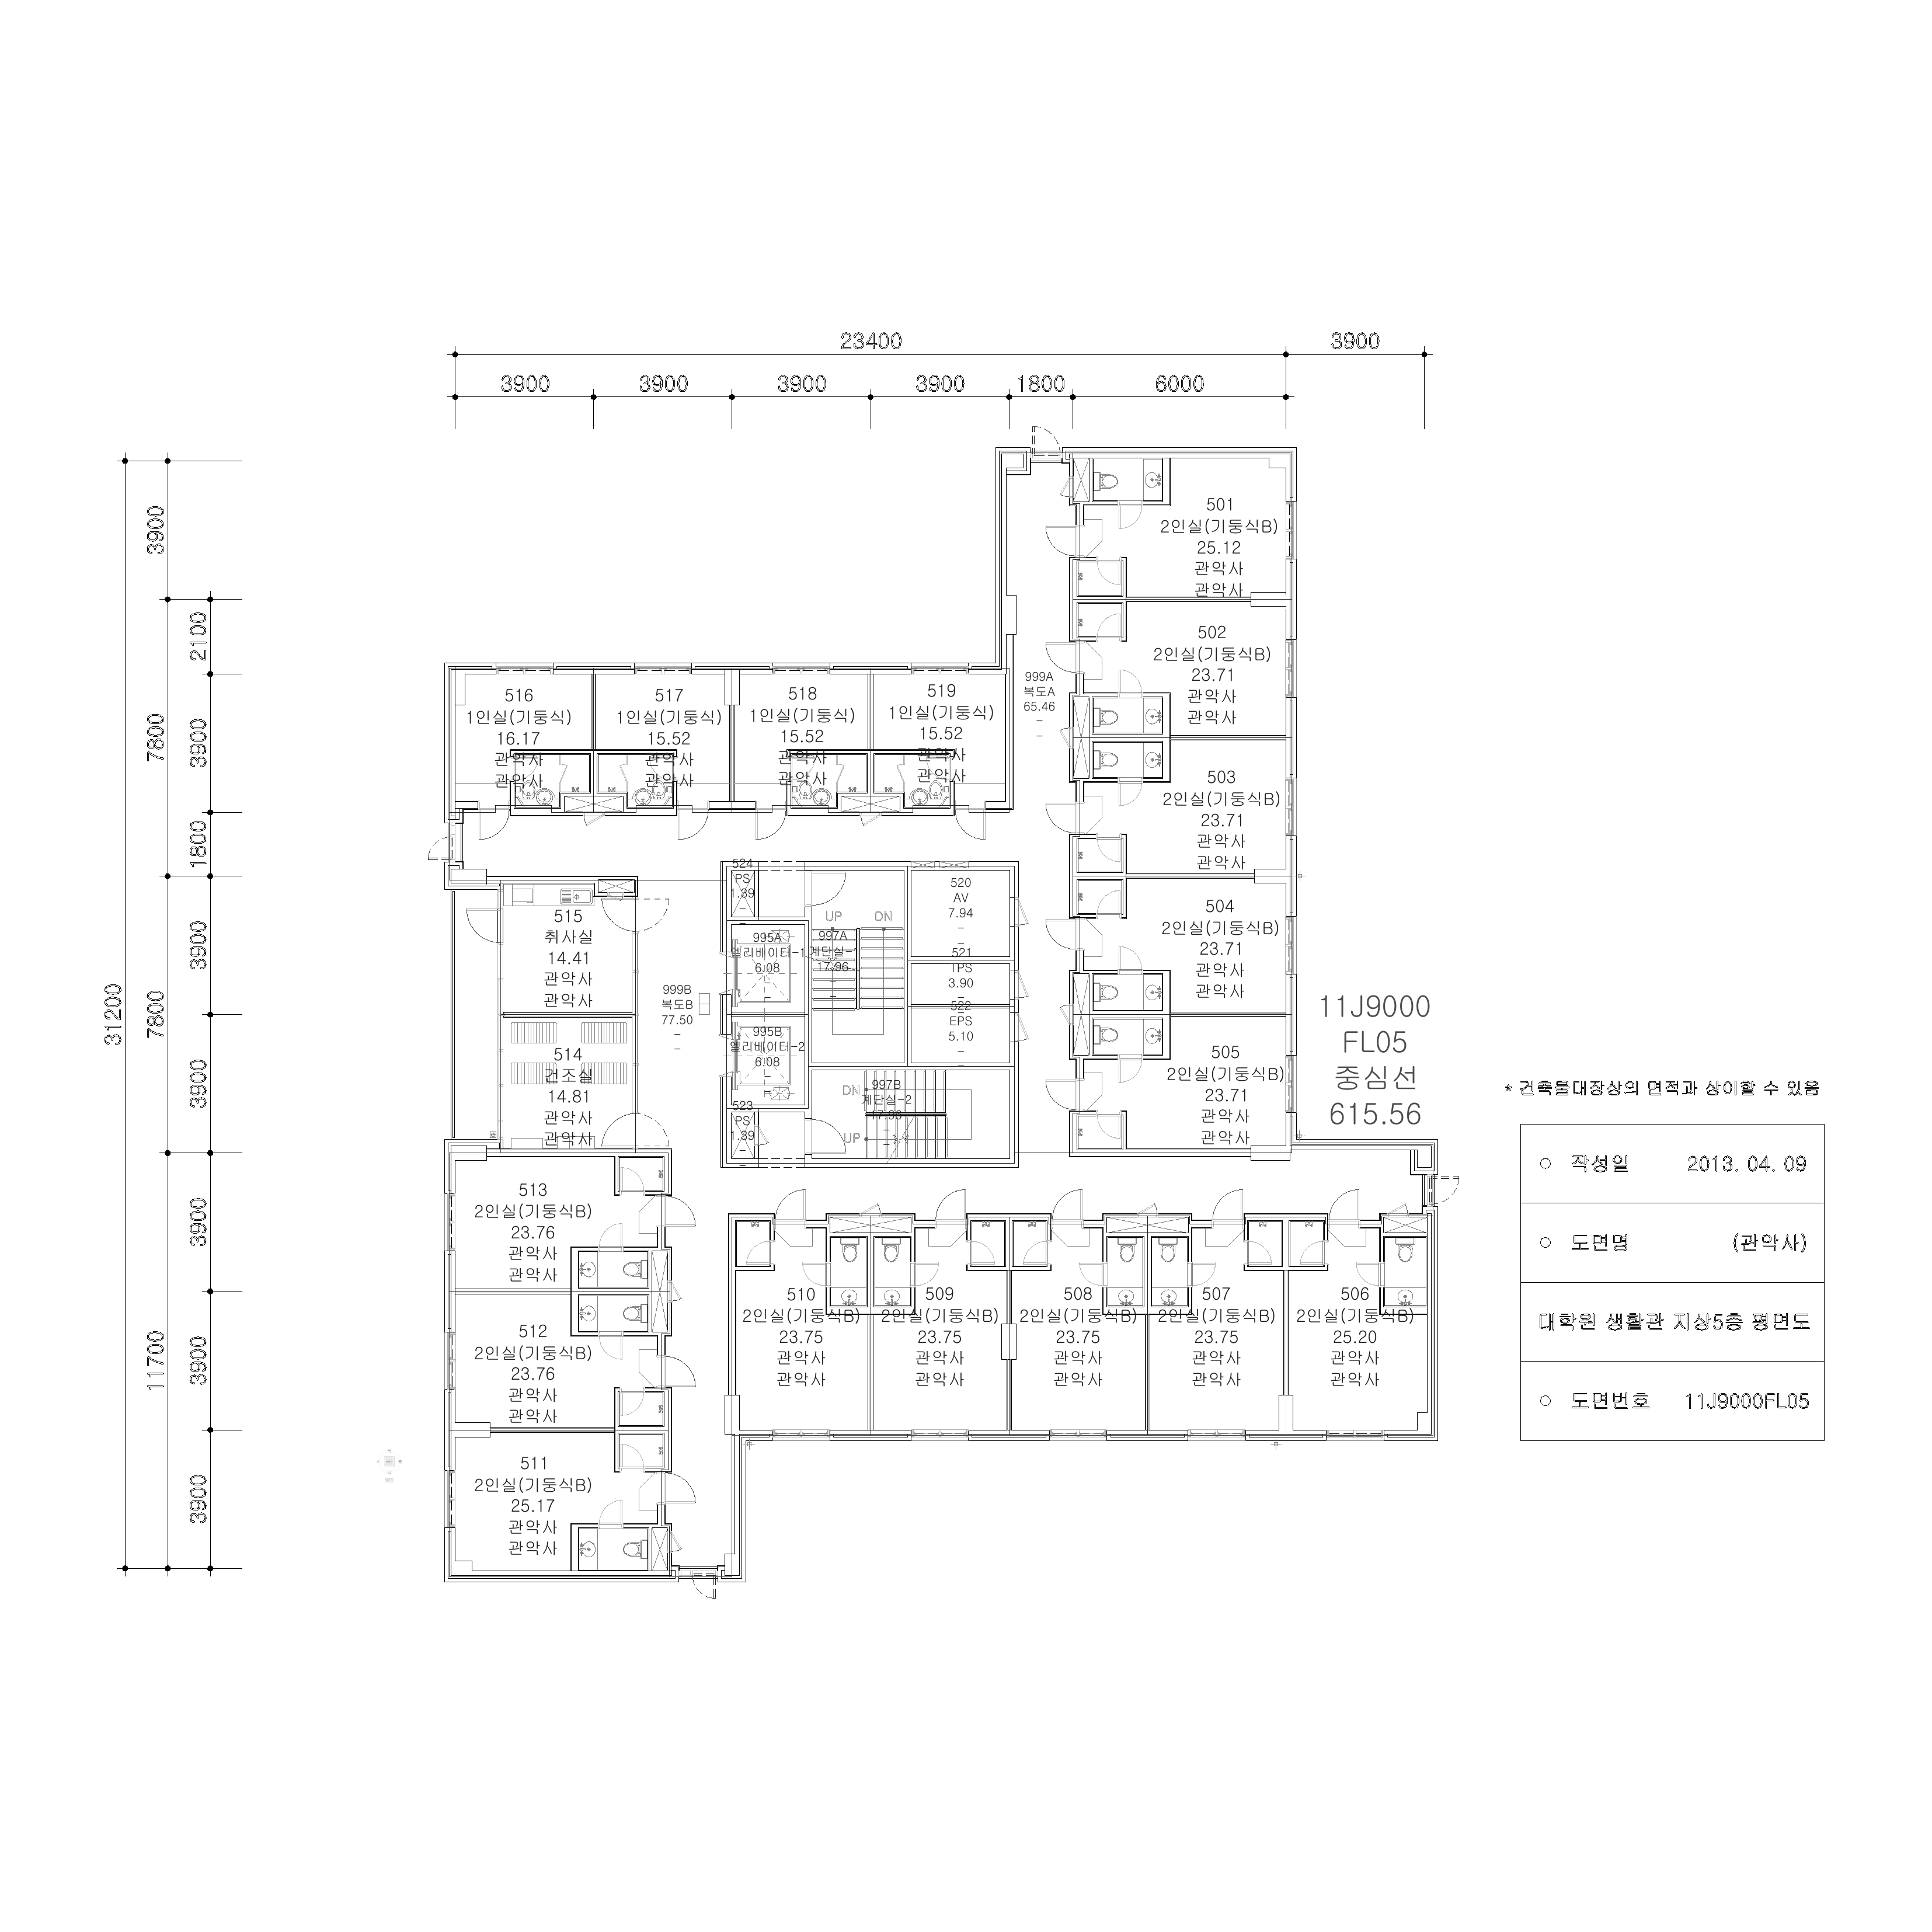 23400
3900
3900
3900
3900
3900
1800
6000
31200
3900
7800
7800
11700
2100
3900
1800
3900
3900
3900
3900
3900
501
2인실(기둥식B)
25.12
관악사
관악사
502
2인실(기둥식B)
23.71
관악사
관악사
503
2인실(기둥식B)
23.71
관악사
관악사
504
2인실(기둥식B)
23.71
관악사
관악사
505
2인실(기둥식B)
23.71
관악사
관악사
516
1인실(기둥식)
16.17
관악사
관악사
517
1인실(기둥식)
15.52
관악사
관악사
518
1인실(기둥식)
15.52
관악사
관악사
519
1인실(기둥식)
15.52
관악사
관악사
999A
복도A
65.46
524
PS
1.39
UP
DN
520
AV
7.94
515
취사실
14.41
관악사
관악사
995A
엘리베이터-1
6.08
997A
계단실-1
17.96
521
TPS
3.90
522
EPS
5.10
999B
복도B
77.50
995B
엘리베이터-2
6.08
514
건조실
14.81
관악사
관악사
523
PS
1.39
DN
UP
997B
계단실-2
17.96
11J9000
FL05
중심선
615.56
513
2인실(기둥식B)
23.76
관악사
관악사
512
2인실(기둥식B)
23.76
관악사
관악사
511
2인실(기둥식B)
25.17
관악사
관악사
510
2인실(기둥식B)
23.75
관악사
관악사
509
2인실(기둥식B)
23.75
관악사
관악사
508
2인실(기둥식B)
23.75
관악사
관악사
507
2인실(기둥식B)
23.75
관악사
관악사
506
2인실(기둥식B)
25.20
관악사
관악사
* 건축물대장상의 면적과 상이할 수 있음
○ 작성일 2013. 04. 09
○ 도면명 (관악사)
대학원 생활관 지상5층 평면도
○ 도면번호 11J9000FL05